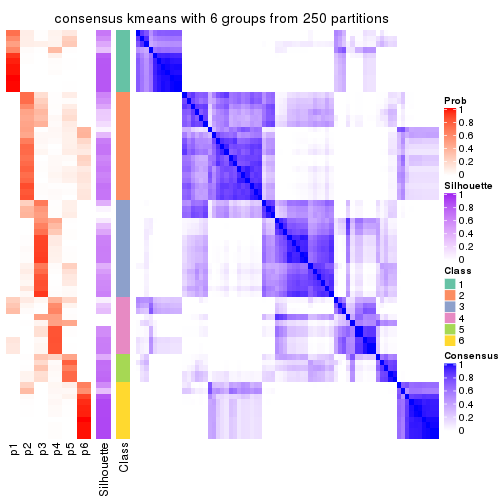 consensus kmeans with 6 groups from 250 partitions
Prob
1
0.8
0.6
0.4
0.2
0
Silhouette
1
0.8
0.6
0.4
0.2
0
Class
1
2
3
4
5
6
Consensus
1
0.8
0.6
0.4
0.2
0
p1
p2
p3
p4
p5
p6
Silhouette
Class